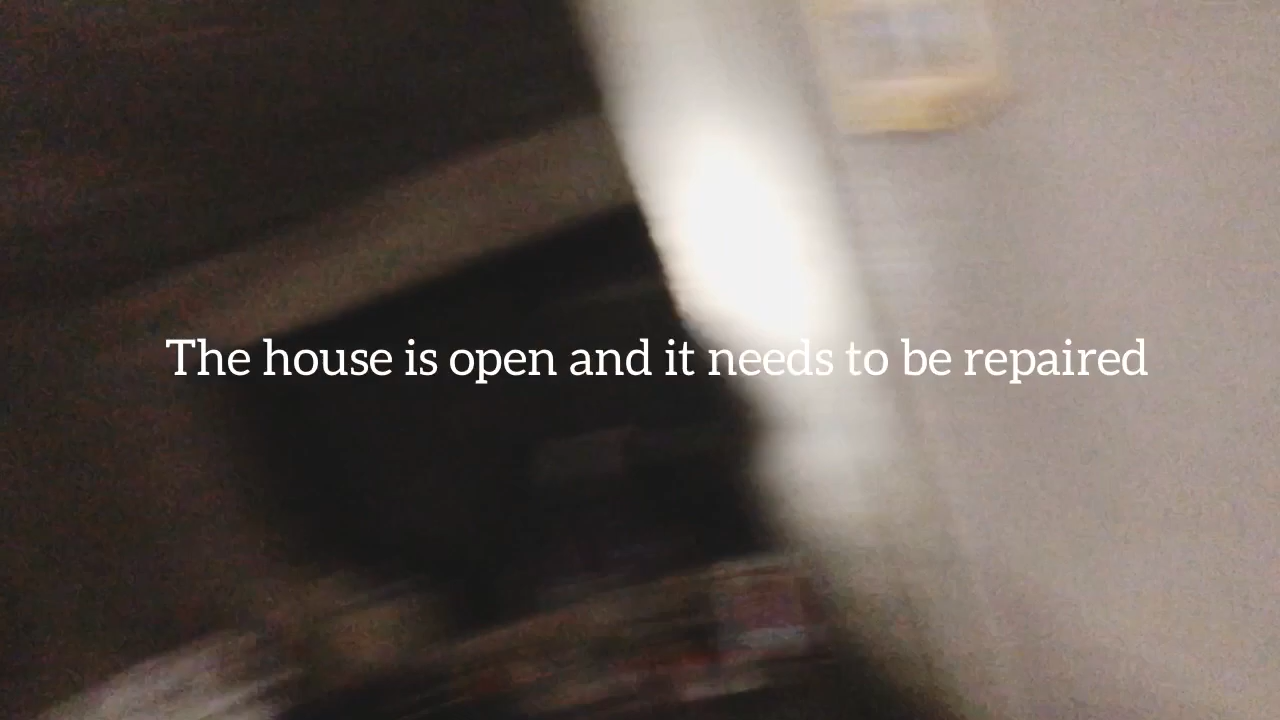 The house is open and it needs to be repaired